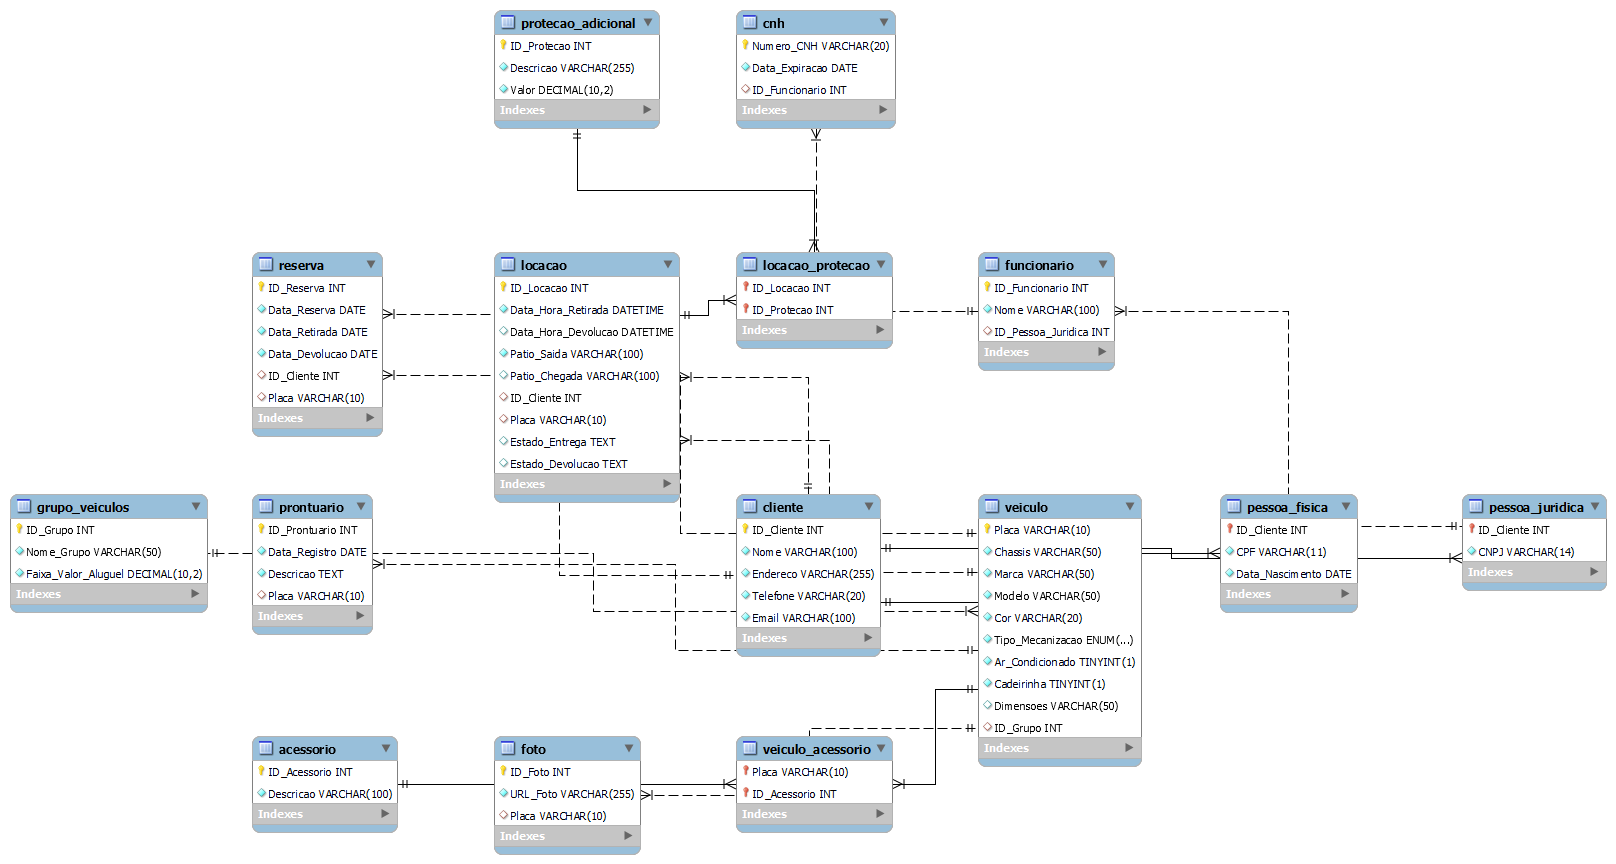 protecao_adicional
ID_Protecao INT
Descricao VARCHAR(255)
Valor DECIMAL(10,2)
Indexes
cnh
Numero_CNH VARCHAR(20)
Data_Expiracao DATE
ID_Funcionario INT
Indexes
reserva
ID_Reserva INT
Data_Reserva DATE
Data_Retirada DATE
Data_Devolucao DATE
ID_Cliente INT
Placa VARCHAR(10)
Indexes
locacao
ID_Locacao INT
Data_Hora_Retirada DATETIME
Data_Hora_Devolucao DATETIME
Patio_Saida VARCHAR(100)
Patio_Chegada VARCHAR(100)
ID_Cliente INT
Placa VARCHAR(10)
Estado_Entrega TEXT
Estado_Devolucao TEXT
Indexes
locacao_protecao
ID_Locacao INT
ID_Protecao INT
Indexes
funcionario
ID_Funcionario INT
Nome VARCHAR(100)
ID_Pessoa_Juridica INT
Indexes
grupo_veiculos
ID_Grupo INT
Nome_Grupo VARCHAR(50)
Faixa_Valor_Aluguel DECIMAL(10,2)
Indexes
prontuario
ID_Prontuario INT
Data_Registro DATE
Descricao TEXT
Placa VARCHAR(10)
Indexes
cliente
ID_Cliente INT
Nome VARCHAR(100)
Endereco VARCHAR(255)
Telefone VARCHAR(20)
Email VARCHAR(100)
Indexes
veiculo
Placa VARCHAR(10)
Chassis VARCHAR(50)
Marca VARCHAR(50)
Modelo VARCHAR(50)
Cor VARCHAR(20)
Tipo_Mecanizacao ENUM(...)
Ar_Condicionado TINYINT(1)
Cadeirinha TINYINT(1)
Dimensoes VARCHAR(50)
ID_Grupo INT
Indexes
pessoa_fisica
ID_Cliente INT
CPF VARCHAR(11)
Data_Nascimento DATE
Indexes
pessoa_juridica
ID_Cliente INT
CNPJ VARCHAR(14)
Indexes
acessorio
ID_Acessorio INT
Descricao VARCHAR(100)
Indexes
foto
ID_Foto INT
URL_Foto VARCHAR(255)
Placa VARCHAR(10)
Indexes
veiculo_acessorio
Placa VARCHAR(10)
ID_Acessorio INT
Indexes